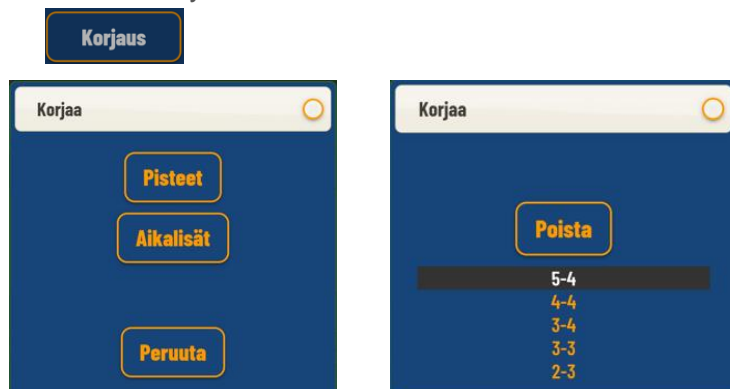 Korjaus
Korjaa
Pisteet
Aikalisät
Peruuta
Korjaa
Poista
5-4
4-4
3-4
3-3
2-3